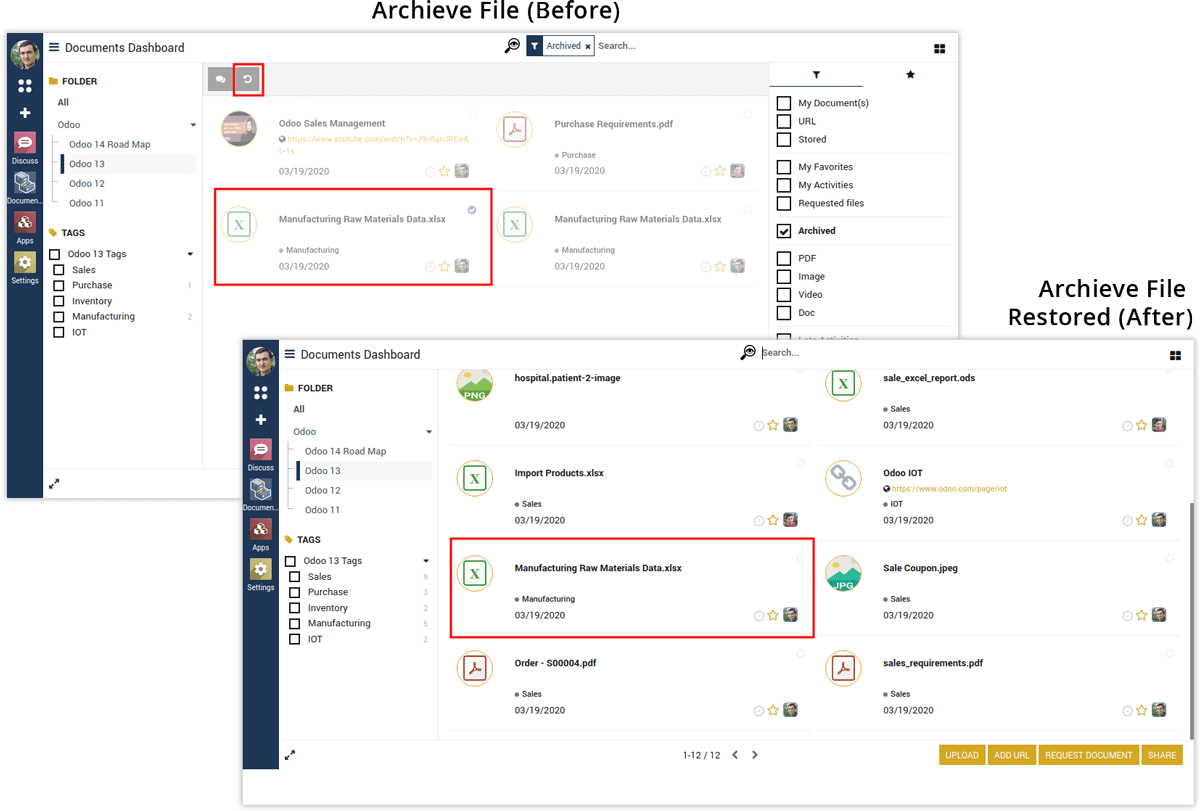 Archieve File (Before)
Documents Dashboard
Archived ×
Search...
FOLDER
All
Odoo
Odoo 14 Road Map
Odoo 13
Odoo 12
Odoo 11
TAGS
Odoo 13 Tags
Sales
Purchase 1
Inventory
Manufacturing 2
IOT
Discuss
Documen...
Apps
Settings
Odoo Sales Management
https://www.youtube.com/watch?s=J9ri8anJREw&
t=1s
03/19/2020
Purchase Requirements.pdf
Purchase
03/19/2020
Manufacturing Raw Materials Data.xlsx
Manufacturing
03/19/2020
Manufacturing Raw Materials Data.xlsx
Manufacturing
03/19/2020
My Document(s)
URL
Stored
My Favorites
My Activities
Requested files
Archived
PDF
Image
Video
Doc
Archieve File
Restored (After)
Documents Dashboard
Search...
FOLDER
All
Odoo
Odoo 14 Road Map
Odoo 13
Odoo 12
Odoo 11
TAGS
Odoo 13 Tags
Sales 9
Purchase 3
Inventory 2
Manufacturing 5
IOT 2
Discuss
Documen...
Apps
Settings
PNG
hospital.patient-2-image
03/19/2020
X
sale_excel_report.ods
Sales
03/19/2020
X
Import Products.xlsx
Sales
03/19/2020
Odoo IOT
https://www.odoo.com/page/iot
IOT
03/19/2020
X
Manufacturing Raw Materials Data.xlsx
Manufacturing
03/19/2020
JPG
Sale Coupon.jpeg
Sales
03/19/2020
Order - S00004.pdf
Sales
03/19/2020
sales_requirements.pdf
Sales
03/19/2020
1-12 / 12
UPLOAD
ADD URL
REQUEST DOCUMENT
SHARE